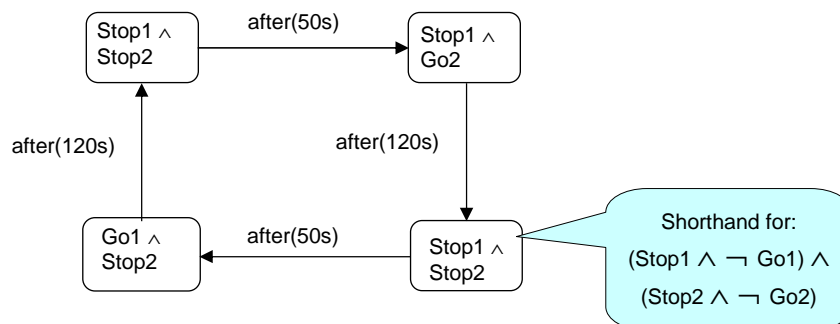 Stop1 ∧
Stop2
after(50s)
Stop1 ∧
Go2
after(120s)
after(120s)
Go1 ∧
Stop2
after(50s)
Stop1 ∧
Stop2
Shorthand for:
(Stop1 ∧ ¬ Go1) ∧
(Stop2 ∧ ¬ Go2)